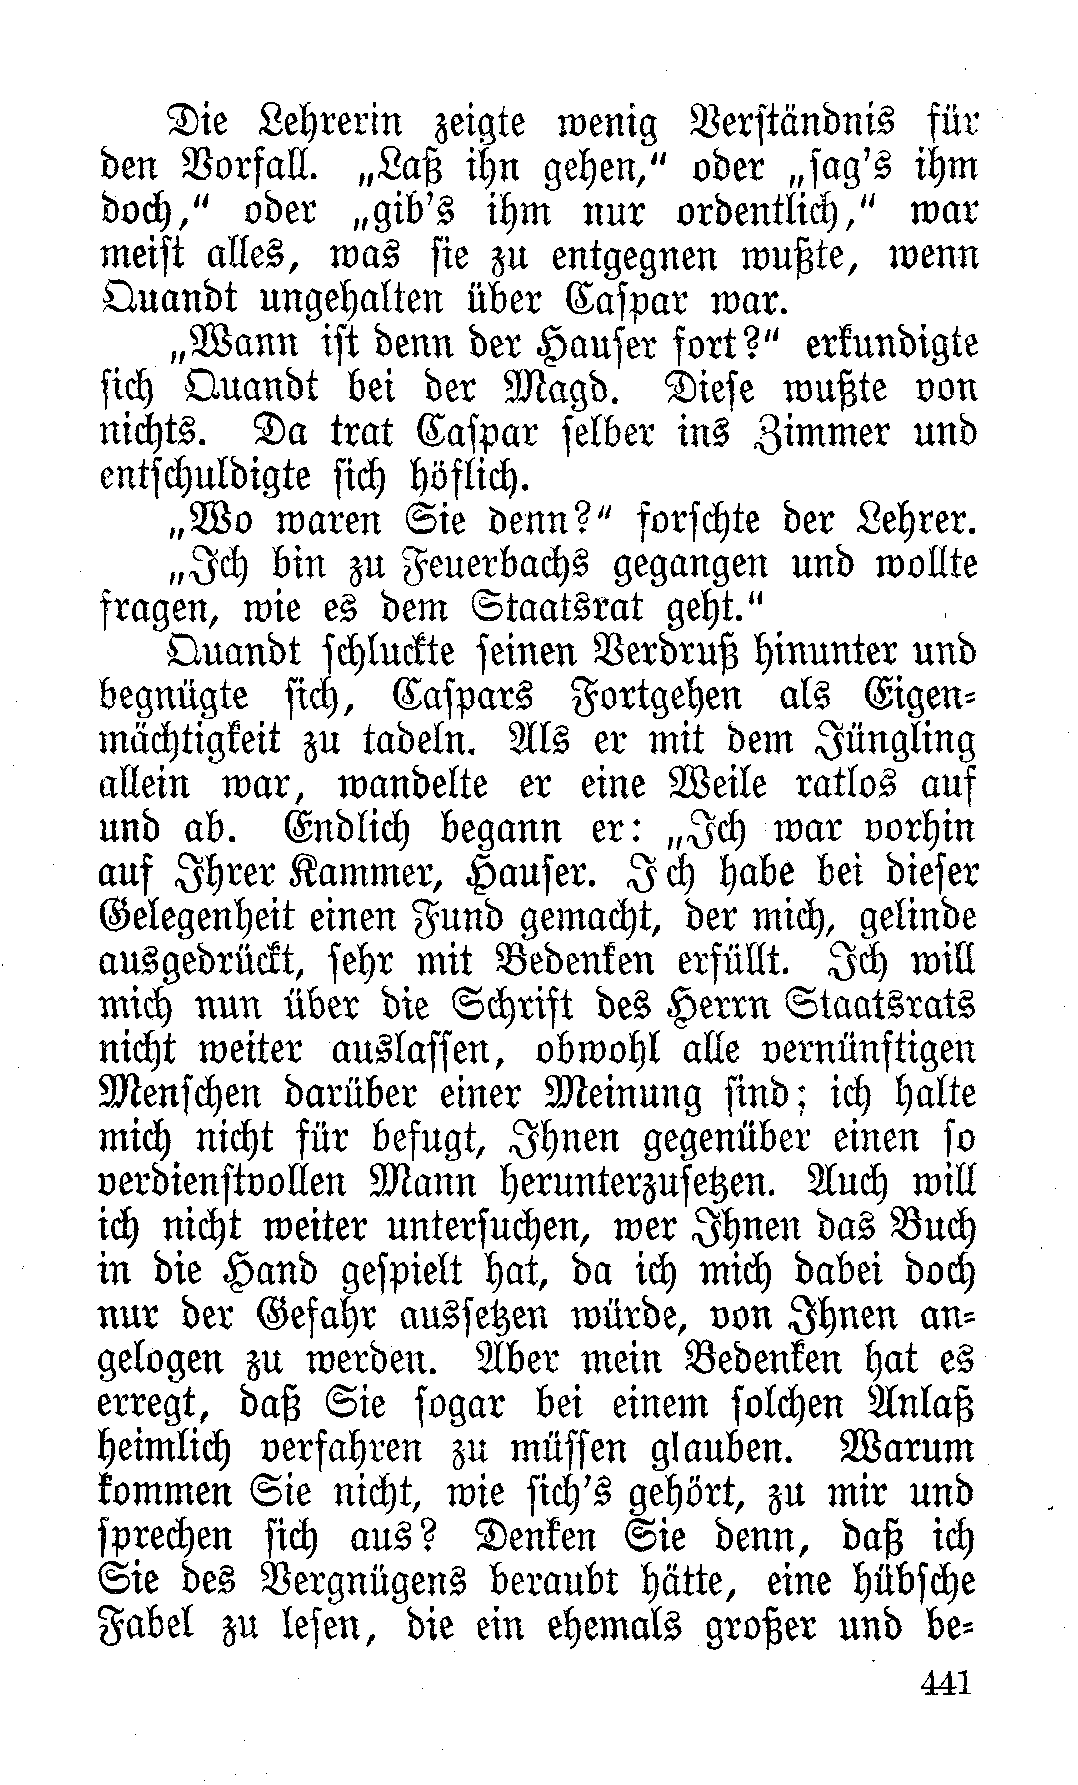 Die Lehrerin zeigte wenig Verständnis für
den Vorfall. „Laß ihn gehen,“ oder „sag's ihm
doch,“ oder „gib's ihm nur ordentlich,“ war
meist alles, was sie zu entgegnen wußte, wenn
Quandt ungehalten über Caspar war.
„Wann ist denn der Hauser fort?“ erkundigte
sich Quandt bei der Magd. Diese wußte von
nichts. Da trat Caspar selber ins Zimmer und
entschuldigte sich höflich.
„Wo waren Sie denn?“ forschte der Lehrer.
„Ich bin zu Feuerbachs gegangen und wollte
fragen, wie es dem Staatsrat geht.“
Quandt schluckte seinen Verdruß hinunter und
begnügte sich, Caspars Fortgehen als Eigen-
mächtigkeit zu tadeln. Als er mit dem Jüngling
allein war, wandelte er eine Weile ratlos auf
und ab. Endlich begann er: „Ich war vorhin
auf Ihrer Kammer, Hauser. Ich habe bei dieser
Gelegenheit einen Fund gemacht, der mich, gelinde
ausgedrückt, sehr mit Bedenken erfüllt. Ich will
mich nun über die Schrift des Herrn Staatsrats
nicht weiter auslassen, obwohl alle vernünftigen
Menschen darüber einer Meinung sind; ich halte
mich nicht für befugt, Ihnen gegenüber einen so
verdienstvollen Mann herunterzusetzen. Auch will
ich nicht weiter untersuchen, wer Ihnen das Buch
in die Hand gespielt hat, da ich mich dabei doch
nur der Gefahr aussetzen würde, von Ihnen an-
gelogen zu werden. Aber mein Bedenken hat es
erregt, daß Sie sogar bei einem solchen Anlaß
heimlich verfahren zu müssen glauben. Warum
kommen Sie nicht, wie sich's gehört, zu mir und
sprechen sich aus? Denken Sie denn, daß ich
Sie des Vergnügens beraubt hätte, eine hübsche
Fabel zu lesen, die ein ehemals großer und be-
441